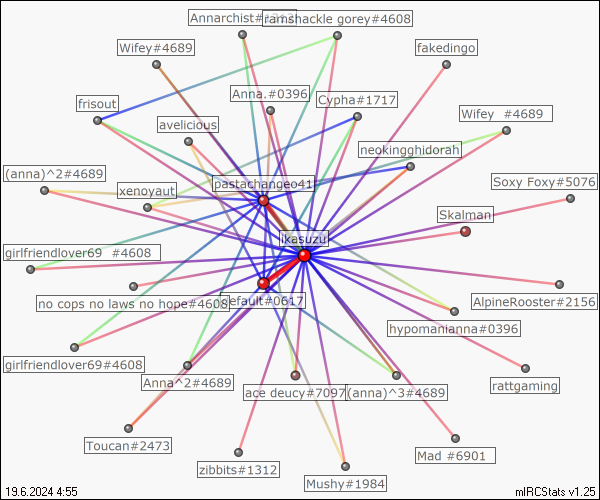 Annarchist#1312
ramshackle gorey#4608
Wifey#4689
fakedingo
frisout
Anna.#0396
Cypha#1717
avelicious
Wifey  #4689
neokingghidorah
(anna)^2#4689
xenoyaut
pastachangeo41
Soxy Foxy#5076
Skalman
ikasuzu
girlfriendlover69  #4608
no cops no laws no hope#4608
default#0617
AlpineRooster#2156
hypomanianna#0396
girlfriendlover69#4608
Anna^2#4689
ace deucy#7097
(anna)^3#4689
rattgaming
Toucan#2473
zibbits#1312
Mushy#1984
Mad #6901
19.6.2024 4:55
mIRCStats v1.25